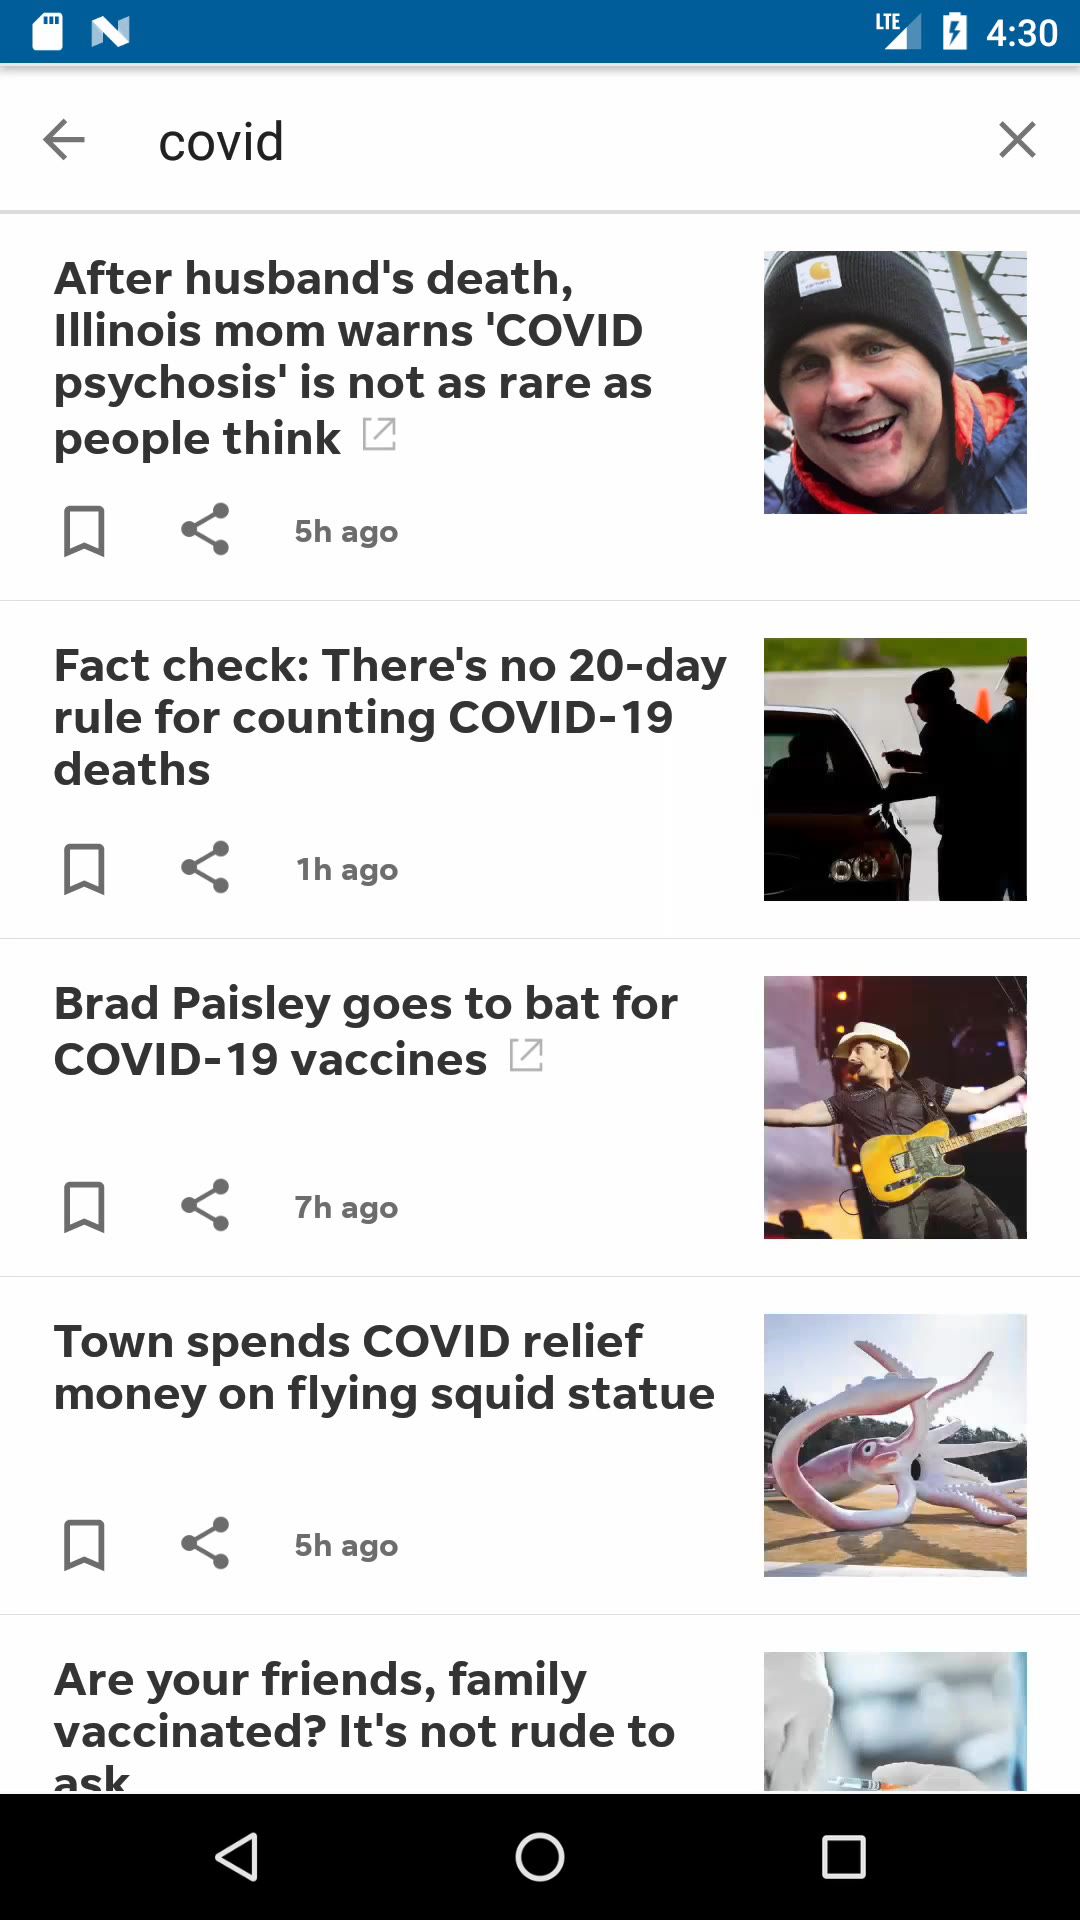 LTE 4:30
covid
After husband's death,
Illinois mom warns 'COVID
psychosis' is not as rare as
people think
5h ago
Fact check: There's no 20-day
rule for counting COVID-19
deaths
1h ago
Brad Paisley goes to bat for
COVID-19 vaccines
7h ago
Town spends COVID relief
money on flying squid statue
5h ago
Are your friends, family
vaccinated? It's not rude to
ask